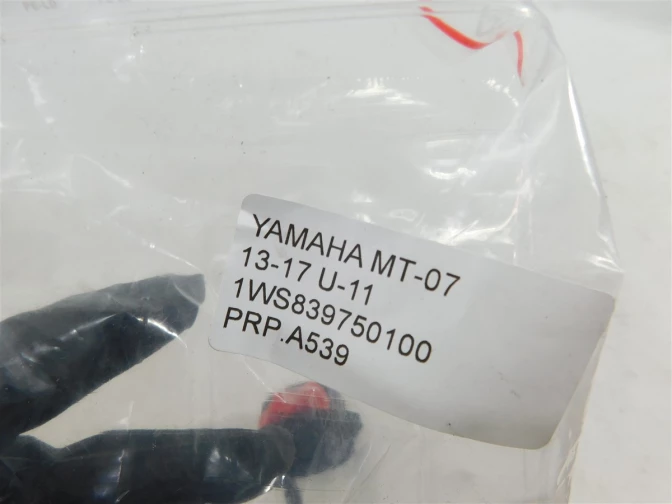 YAMAHA MT-07
13-17 U-11
1WS839750100
PRP.A539